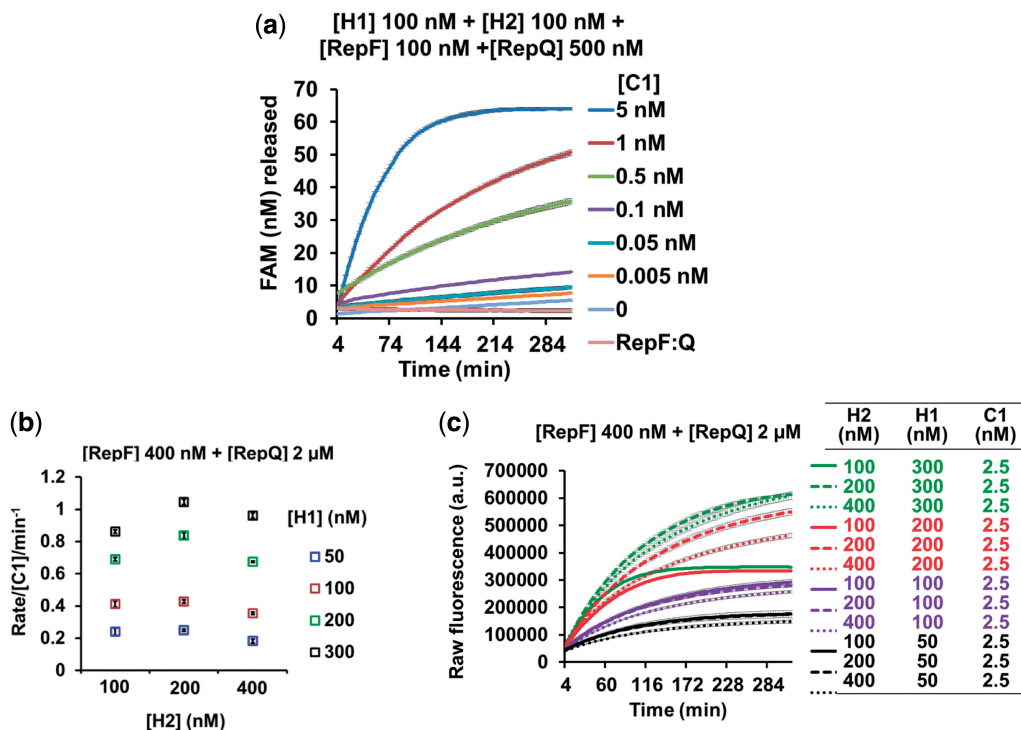 (a)
[H1] 100 nM + [H2] 100 nM +
[RepF] 100 nM +[RepQ] 500 nM
[C1]
70
60
50
40
30
20
10
0
FAM (nM) released
4 74 144 214 284
Time (min)
5 nM
1 nM
0.5 nM
0.1 nM
0.05 nM
0.005 nM
0
RepF:Q
(b)
[RepF] 400 nM + [RepQ] 2 µM
1.2
1
0.8
0.6
0.4
0.2
0
Rate/[C1]/min-1
100 200 400
[H2] (nM)
[H1] (nM)
50
100
200
300
(c)
[RepF] 400 nM + [RepQ] 2 µM
700000
600000
500000
400000
300000
200000
100000
0
Raw fluorescence (a.u.)
4 60 116 172 228 284
Time (min)
H2 H1 C1
(nM) (nM) (nM)
100 300 2.5
200 300 2.5
400 300 2.5
100 200 2.5
200 200 2.5
400 200 2.5
100 100 2.5
200 100 2.5
400 100 2.5
100 50 2.5
200 50 2.5
400 50 2.5